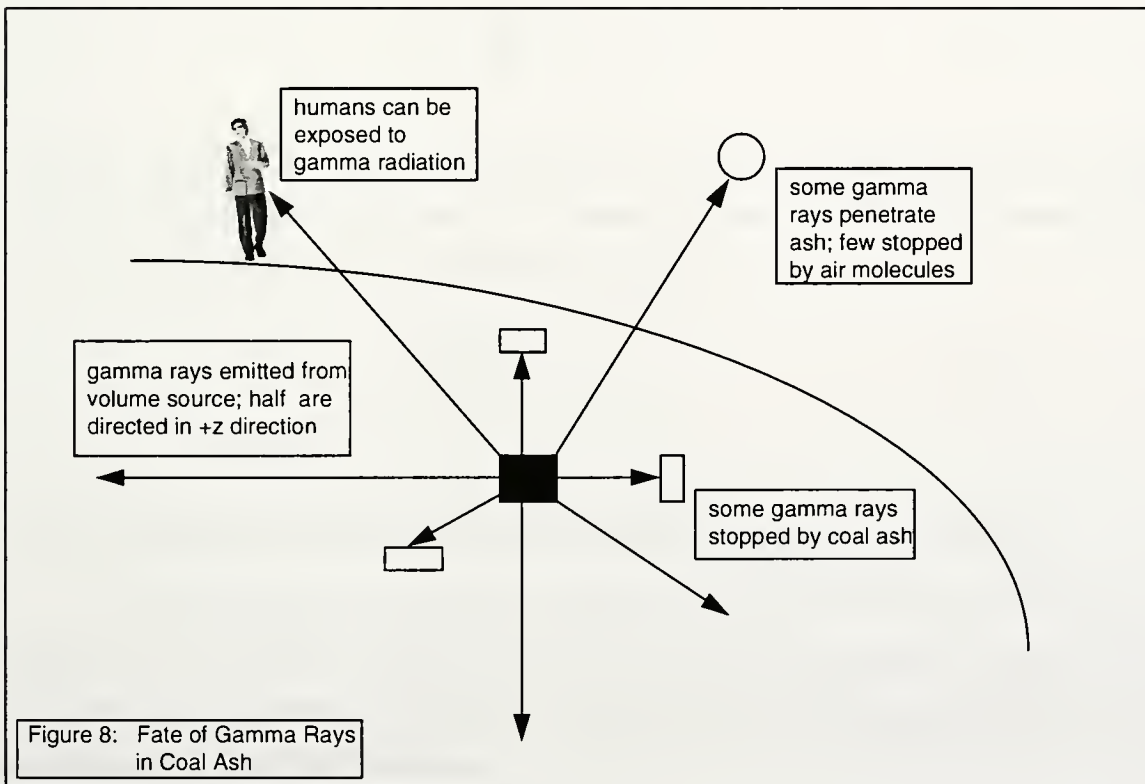 humans can be
exposed to
gamma radiation
some gamma
rays penetrate
ash; few stopped
by air molecules
gamma rays emitted from
volume source; half are
directed in +z direction
some gamma rays
stopped by coal ash
Figure 8: Fate of Gamma Rays
in Coal Ash